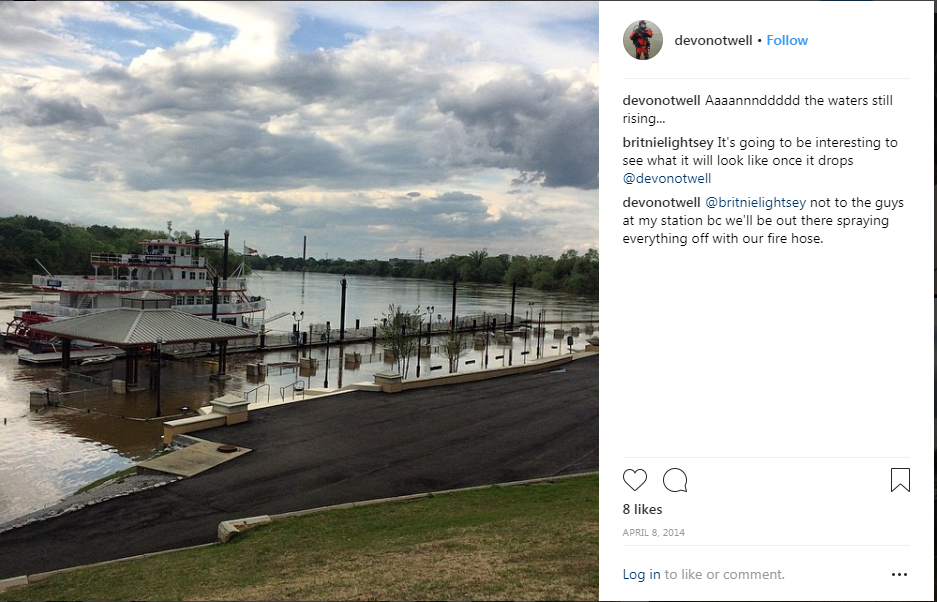 devonotwell • Follow
devonotwell Aaaannnddddd the waters still
rising...
britnielightsey It's going to be interesting to
see what it will look like once it drops
@devonotwell
devonotwell @britnielightsey not to the guys
at my station bc we'll be out there spraying
everything off with our fire hose.
8 likes
APRIL 8, 2014
Log in to like or comment.